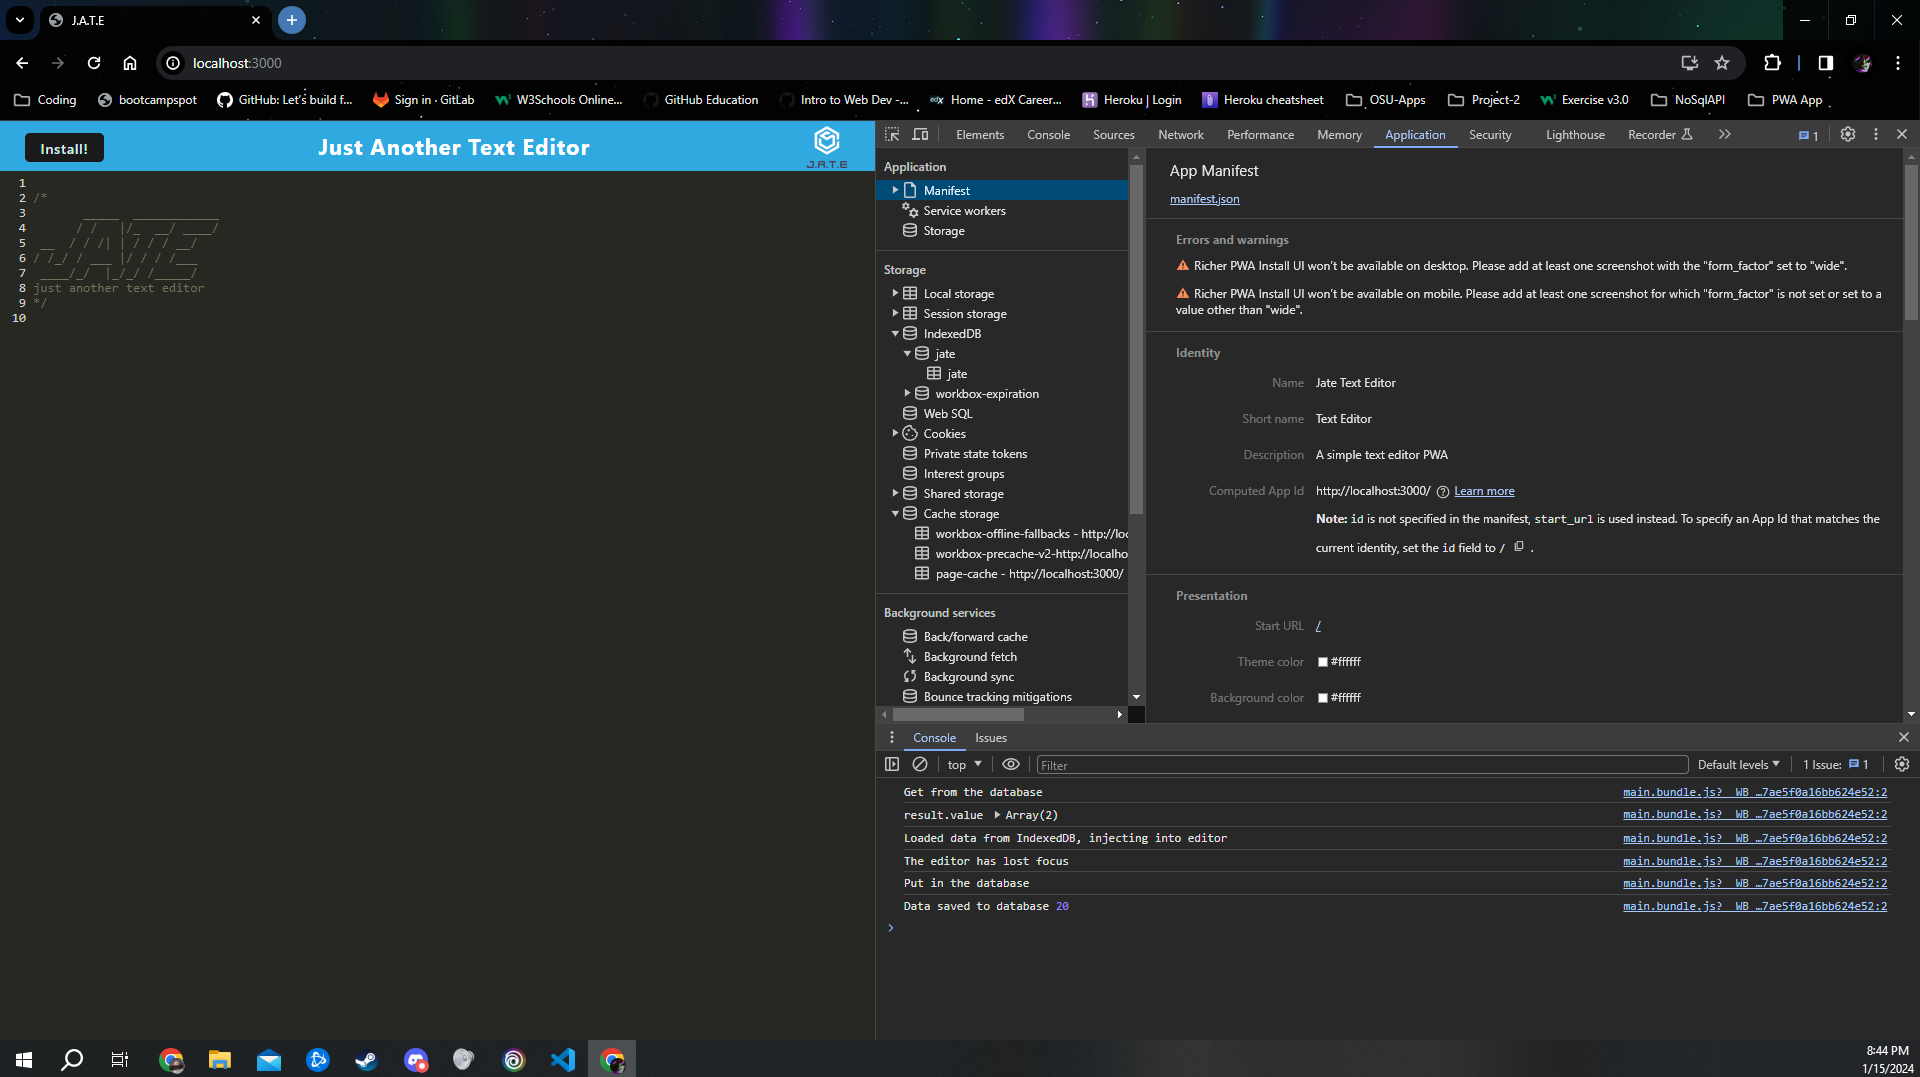 J.A.T.E
localhost:3000
Coding
bootcampspot
GitHub: Let's build f...
Sign in · GitLab
W3Schools Online...
GitHub Education
Intro to Web Dev -...
Home - edX Career...
Heroku | Login
Heroku cheatsheet
OSU-Apps
Project-2
Exercise v3.0
NoSqlAPI
PWA App
Install!
Just Another Text Editor
J.A.T.E
1
2 /*
3
4
5
6
7
8 just another text editor
9 */
10
Elements
Console
Sources
Network
Performance
Memory
Application
Security
Lighthouse
Recorder
1
Application
Manifest
Service workers
Storage
Storage
Local storage
Session storage
IndexedDB
jate
jate
workbox-expiration
Web SQL
Cookies
Private state tokens
Interest groups
Shared storage
Cache storage
workbox-offline-fallbacks - http://loc
workbox-precache-v2-http://localho
page-cache - http://localhost:3000/
Background services
Back/forward cache
Background fetch
Background sync
Bounce tracking mitigations
App Manifest
manifest.json
Errors and warnings
Richer PWA Install UI won't be available on desktop. Please add at least one screenshot with the "form_factor" set to "wide".
Richer PWA Install UI won't be available on mobile. Please add at least one screenshot for which "form_factor" is not set or set to a
value other than "wide".
Identity
Name Jate Text Editor
Short name Text Editor
Description A simple text editor PWA
Computed App Id http://localhost:3000/ Learn more
Note: id is not specified in the manifest, start_url is used instead. To specify an App Id that matches the
current identity, set the id field to / .
Presentation
Start URL /
Theme color #ffffff
Background color #ffffff
Console
Issues
top
Filter
Default levels
1 Issue: 1
Get from the database main.bundle.js?__WB_…7ae5f0a16bb624e52:2
result.value Array(2) main.bundle.js?__WB_…7ae5f0a16bb624e52:2
Loaded data from IndexedDB, injecting into editor main.bundle.js?__WB_…7ae5f0a16bb624e52:2
The editor has lost focus main.bundle.js?__WB_…7ae5f0a16bb624e52:2
Put in the database main.bundle.js?__WB_…7ae5f0a16bb624e52:2
Data saved to database 20 main.bundle.js?__WB_…7ae5f0a16bb624e52:2
8:44 PM
1/15/2024